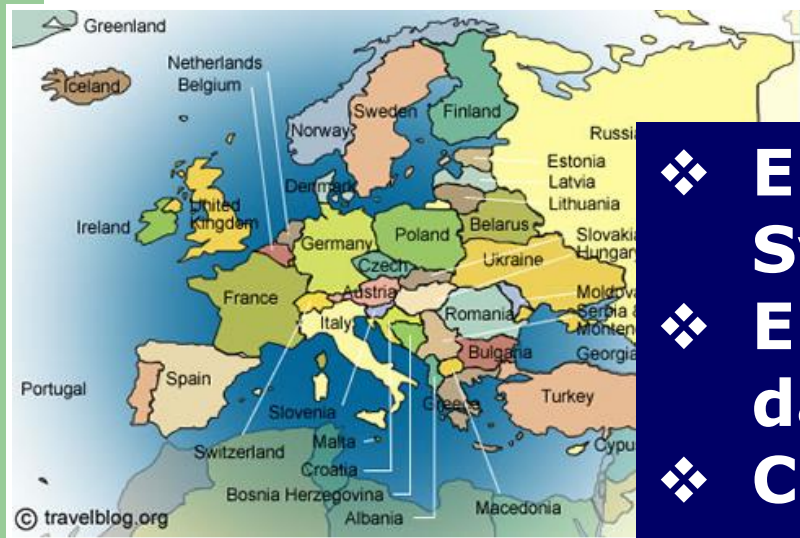 Greenland
Netherlands
Belgium
Iceland
Sweden
Finland
Norway
Russia
Estonia
Latvia
Lithuania
Denmark
United
Kingdom
Ireland
Belarus
Poland
Germany
Slovakia
Hungary
Czech
Ukraine
France
Austria
Moldova
Italy
Romania
Serbia &
Bulgaria
Georgia
Spain
Portugal
Turkey
Greece
Slovenia
Switzerland
Malta
Croatia
Bosnia Herzegovina
Albania
Macedonia
© travelblog.org
❖ E
❖ E
❖ C